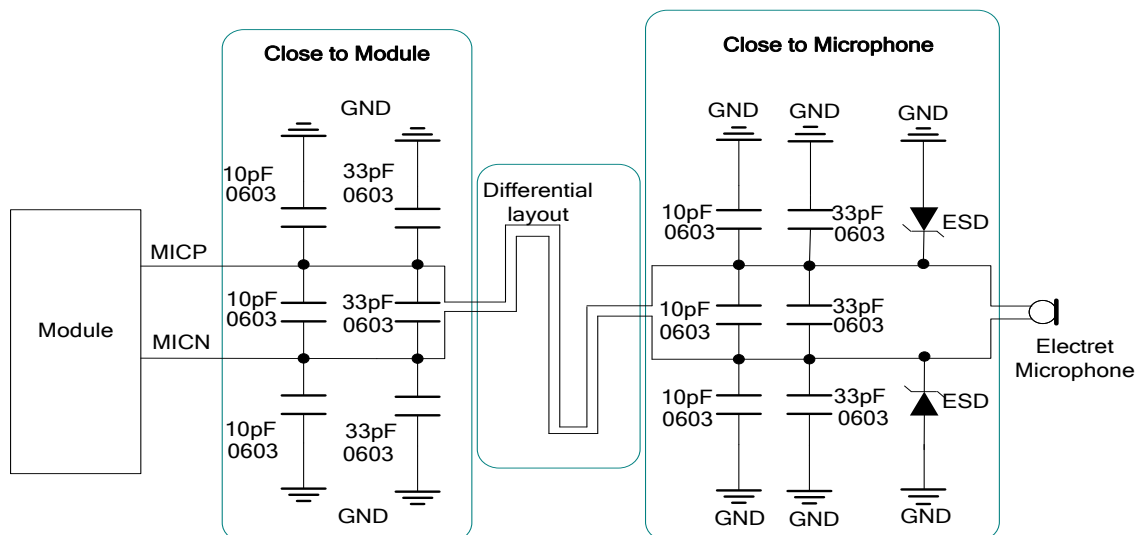 Close to Module
GND
10pF
0603
33pF
0603
Module
MICP
MICN
10pF
0603
33pF
0603
10pF
0603
33pF
0603
GND
Differential
layout
Close to Microphone
GND
GND
GND
10pF
0603
33pF
0603
ESD
10pF
0603
33pF
0603
10pF
0603
33pF
0603
ESD
GND
GND
GND
Electret
Microphone